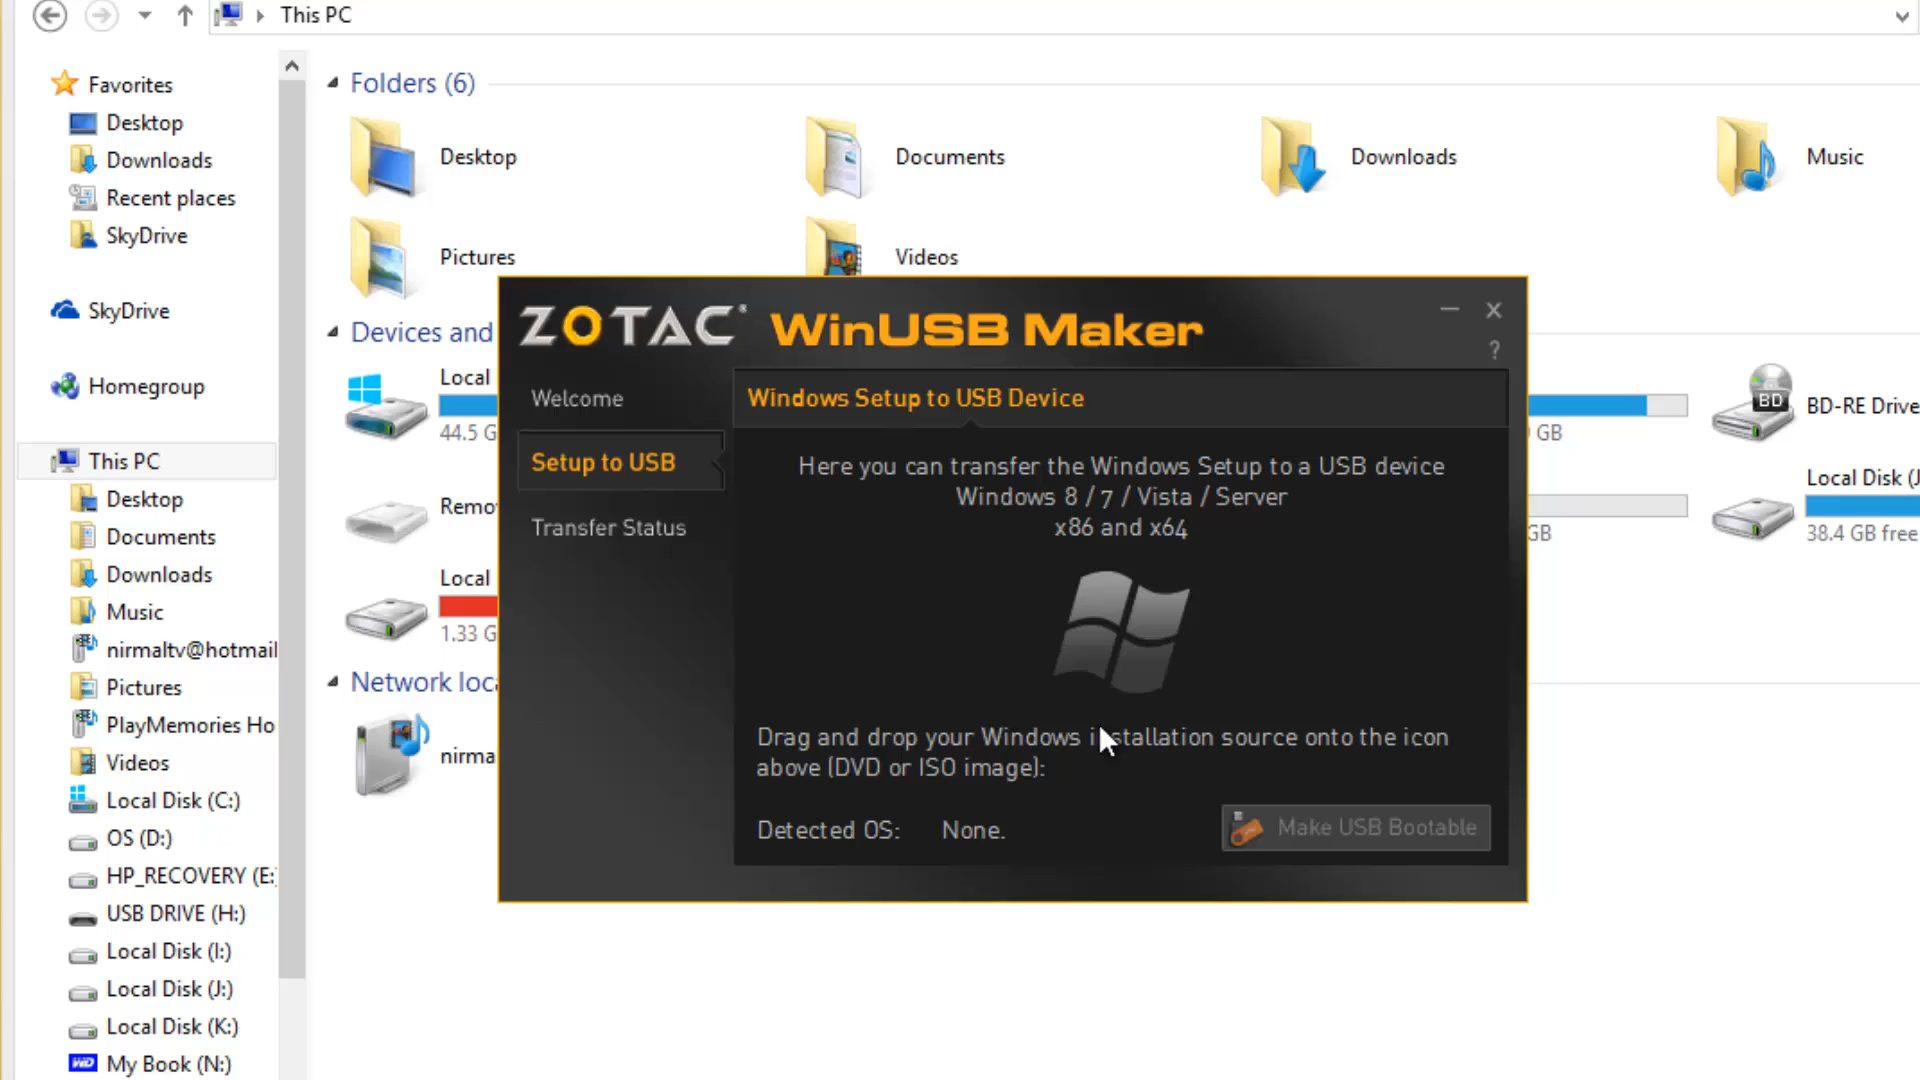 This PC
Favorites
Desktop
Downloads
Recent places
SkyDrive
SkyDrive
Homegroup
This PC
Desktop
Documents
Downloads
Music
nirmaltv@hotmail
Pictures
PlayMemories Ho
Videos
Local Disk (C:)
OS (D:)
HP_RECOVERY (E:
USB DRIVE (H:)
Local Disk (I:)
Local Disk (J:)
Local Disk (K:)
WD My Book (N:)
Folders (6)
Desktop
Documents
Downloads
Music
Pictures
Videos
Devices and
Local
44.5 G
GB
BD
BD-RE Drive
Remo
GB
Local Disk (J
38.4 GB free
Local
1.33 G
Network loc
nirma
ZOTAC® WinUSB Maker
?
Welcome
Setup to USB
Transfer Status
Windows Setup to USB Device
Here you can transfer the Windows Setup to a USB device
Windows 8 / 7 / Vista / Server
x86 and x64
Drag and drop your Windows installation source onto the icon
above (DVD or ISO image):
Detected OS: None.
Make USB Bootable